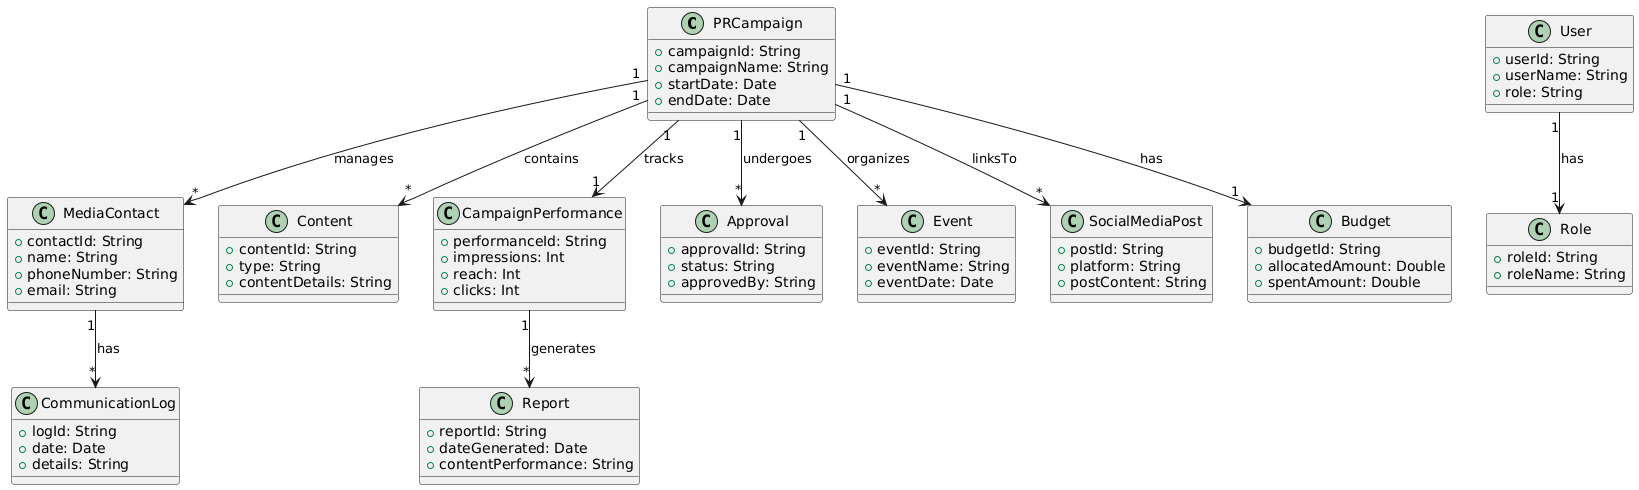 C PRCampaign
campaignId: String
campaignName: String
startDate: Date
endDate: Date
C User
userId: String
userName: String
role: String
1
1
1
1
1
1
1
1
1
manages
contains
tracks
undergoes
organizes
linksTo
has
has
*
*
1
*
*
*
1
1
C MediaContact
contactId: String
name: String
phoneNumber: String
email: String
C Content
contentId: String
type: String
contentDetails: String
C CampaignPerformance
performanceId: String
impressions: Int
reach: Int
clicks: Int
C Approval
approvalId: String
status: String
approvedBy: String
C Event
eventId: String
eventName: String
eventDate: Date
C SocialMediaPost
postId: String
platform: String
postContent: String
C Budget
budgetId: String
allocatedAmount: Double
spentAmount: Double
C Role
roleId: String
roleName: String
1
has
*
1
generates
*
C CommunicationLog
logId: String
date: Date
details: String
C Report
reportId: String
dateGenerated: Date
contentPerformance: String